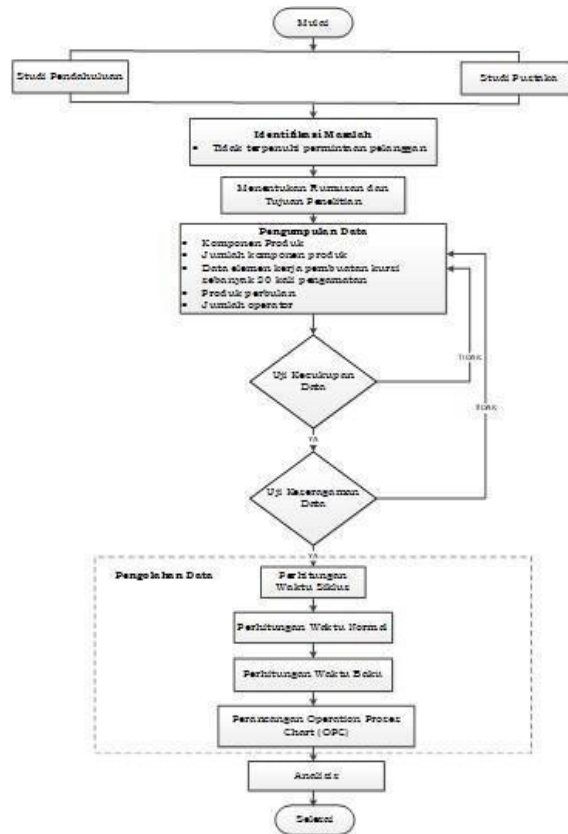 Mulai
Studi Pendahuluan
Studi Pustaka
Identifikasi Masalah
• Tidak terpenuhi permintaan pelanggan
Menentukan Rumusan dan
Tujuan Penelitian
Pengumpulan Data
• Komponen Produk
• Jumlah komponen produk
• Data elemen kerja pembuatan kursi
sebanyak 30 kali pengamatan
• Produk perbulan
• Jumlah operator
Uji Kecukupan
Data
TIDAK
TIDAK
YA
Uji Keseragaman
Data
YA
Pengolahan Data
Perhitungan
Waktu Siklus
Perhitungan Waktu Normal
Perhitungan Waktu Baku
Perancangan Operation Proses
Chart (OPC)
Analisis
Selesai